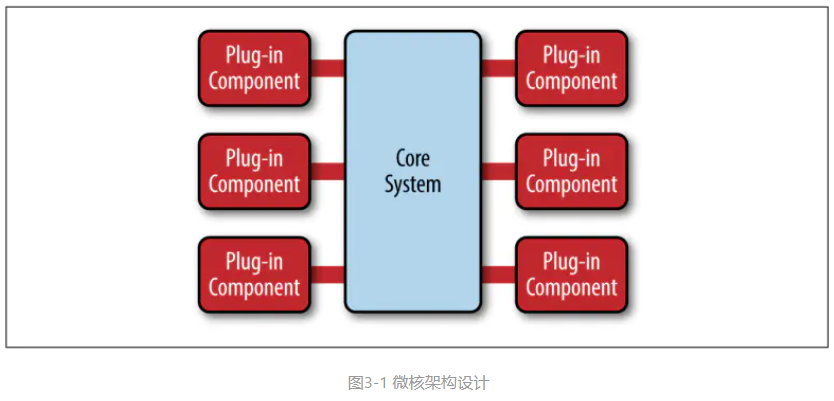 Plug-in
Component
Plug-in
Component
Plug-in
Component
Core
System
Plug-in
Component
Plug-in
Component
Plug-in
Component
图3-1 微核架构设计